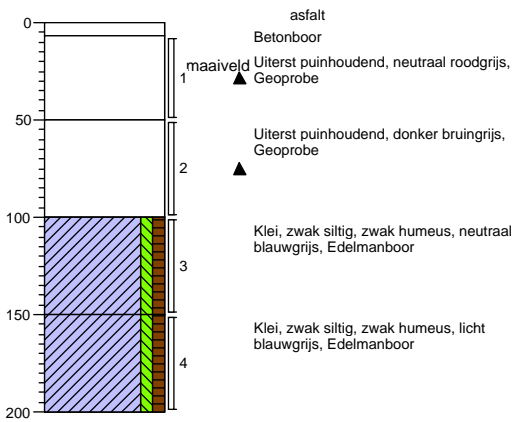 asfalt
0
Betonboor
maaiveld
Uiterst puinhoudend, neutraal roodgrijs,
Geoprobe
1
50
Uiterst puinhoudend, donker bruingrijs,
Geoprobe
2
100
Klei, zwak siltig, zwak humeus, neutraal
blauwgrijs, Edelmanboor
3
150
Klei, zwak siltig, zwak humeus, licht
blauwgrijs, Edelmanboor
4
200